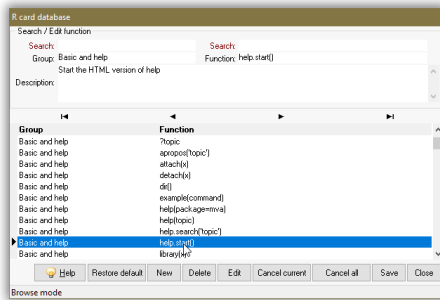 R card database
Search / Edit function
Search: Search:
Group: Basic and help Function: help.start()
Description: Start the HTML version of help
Group Function
Basic and help ?topic
Basic and help apropos('topic')
Basic and help attach(x)
Basic and help detach(x)
Basic and help dir()
Basic and help example(command)
Basic and help help(package=mva)
Basic and help help(topic)
Basic and help help.search('topic')
Basic and help help.start()
Basic and help
Help Restore default New Delete Edit Cancel current Cancel all Save Close
Browse mode